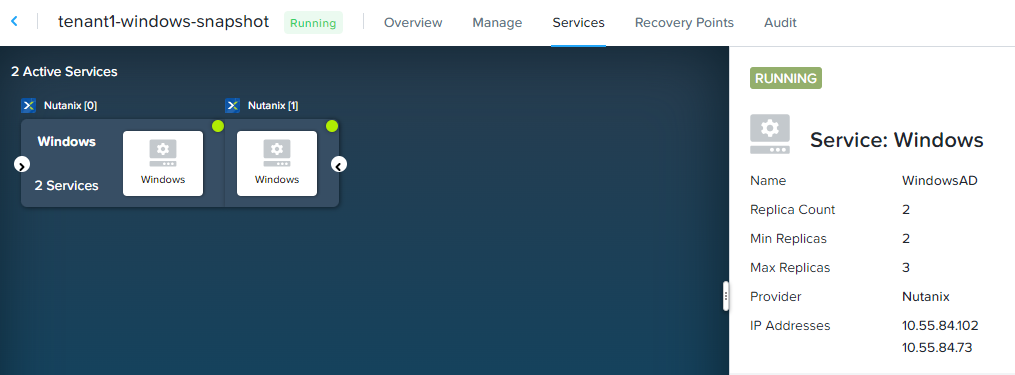 tenant1-windows-snapshot Running Overview Manage Services Recovery Points Audit
2 Active Services
Nutanix [0] Nutanix [1]
Windows
2 Services
Windows Windows
RUNNING
Service: Windows
Name WindowsAD
Replica Count 2
Min Replicas 2
Max Replicas 3
Provider Nutanix
IP Addresses 10.55.84.102
10.55.84.73